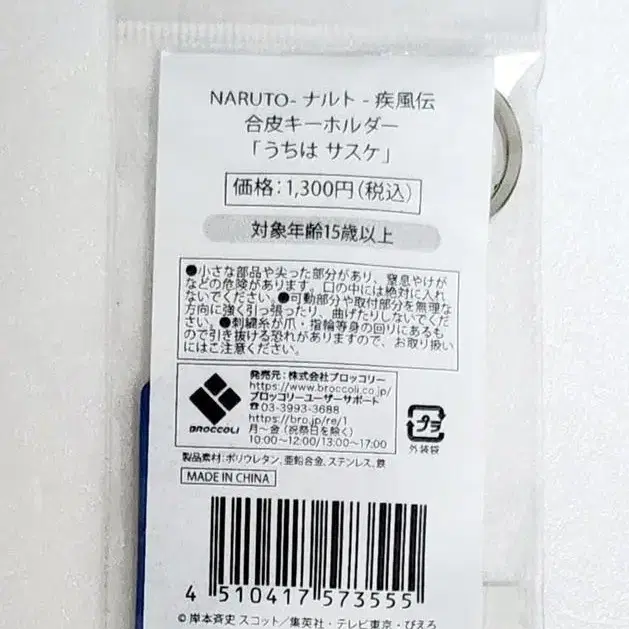 NARUTO- ナルト - 疾風伝
合皮キーホルダー
「うちは サスケ」
価格：1,300円（税込）
対象年齢15歳以上
●小さな部品や尖った部分があり、窒息やけが
などの危険があります。口の中には絶対に入れ
ないでください。●可動部分や取付部分を無理な
方向に強く引っ張ったり、曲げたりしないでくだ
さい。●刺繍糸が爪・指輪等身の回りにあるもの
で引き抜ける恐れがありますので、お取り扱い
にはご注意ください。
発売元：株式会社ブロッコリー
https://www.broccoli.co.jp/
ブロッコリーユーザーサポート
☎03-3993-3688
https://bro.jp/re/1
月～金（祝祭日を除く）
10:00～12:00/13:00～17:00
BROCCOLI
プラ
外装袋
製品素材：ポリウレタン、亜鉛合金、ステンレス、鉄
MADE IN CHINA
4 510417 573555
© 岸本斉史 スコット／集英社・テレビ東京・ぴえろ